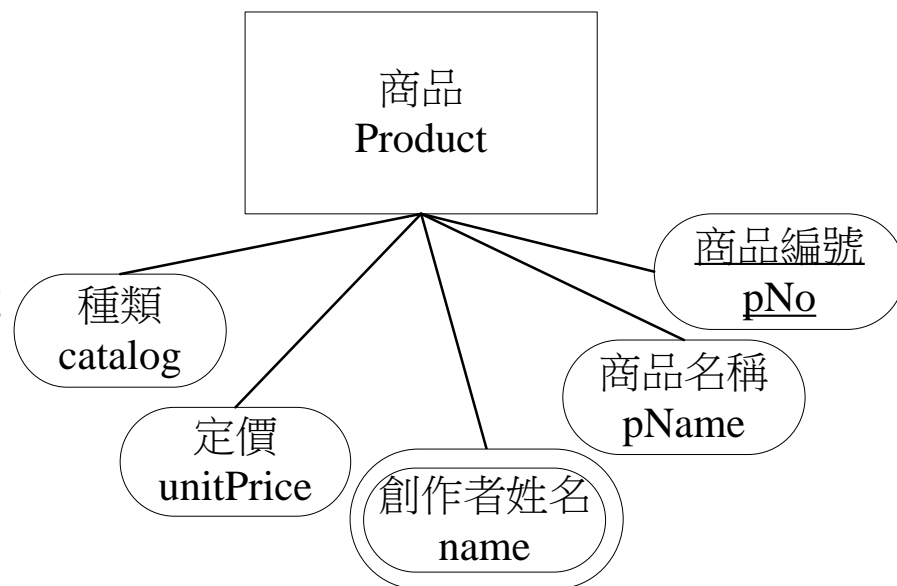 商品
Product
商品編號
pNo
種類
catalog
商品名稱
pName
定價
unitPrice
創作者姓名
name